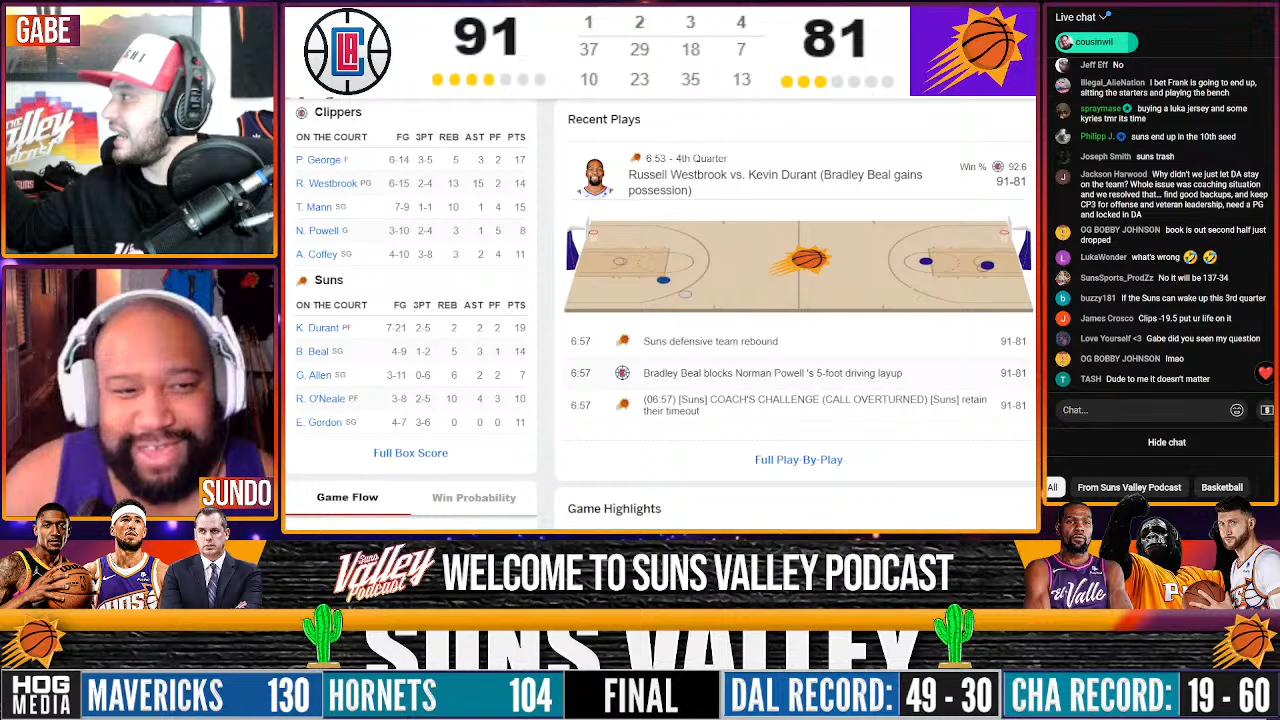 GABE
91
1 2 3 4
37 29 18 7
10 23 35 13
81
Clippers
ON THE COURT FG 3PT REB AST PF PTS
P. George F 6-14 3-5 5 3 2 17
R. Westbrook PG 6-15 2-4 13 15 2 14
T. Mann SG 7-9 1-1 10 1 4 15
N. Powell G 3-10 2-4 3 1 5 8
A. Coffey SG 4-10 3-8 3 2 4 11
Suns
ON THE COURT FG 3PT REB AST PF PTS
K. Durant PF 7-21 2-5 2 2 2 19
B. Beal SG 4-9 1-2 5 3 1 14
G. Allen SG 3-11 0-6 6 2 2 7
R. O'Neale PF 3-8 2-5 10 4 3 10
E. Gordon SG 4-7 3-6 0 0 0 11
Full Box Score
Game Flow Win Probability
Recent Plays
6:53 - 4th Quarter
Russell Westbrook vs. Kevin Durant (Bradley Beal gains
possession)
Win % 92.6
91-81
6:57 Suns defensive team rebound 91-81
6:57 Bradley Beal blocks Norman Powell 's 5-foot driving layup 91-81
6:57 (06:57) [Suns] COACH'S CHALLENGE (CALL OVERTURNED) [Suns] retain
their timeout 91-81
Full Play-By-Play
Game Highlights
Live chat
cousinwil
Jeff Eff No
Illegal_AlieNation I bet Frank is going to end up,
sitting the starters and playing the bench
spraymase buying a luka jersey and some
kyries tmr its time
Philipp J. suns end up in the 10th seed
Joseph Smith suns trash
Jackson Harwood Why didn't we just let DA stay
on the team? Whole issue was coaching situation
and we resolved that... find good backups, and keep
CP3 for offense and veteran leadership, need a PG
and locked in DA
OG BOBBY JOHNSON book is out second half just
dropped
LukaWonder what's wrong 🤣 🤣
SunsSports_ProdZz No it will be 137-34
buzzy181 If the Suns can wake up this 3rd quarter
James Crosco Clips -19.5 put ur life on it
Love Yourself <3 Gabe did you seen my question
OG BOBBY JOHNSON lmao
TASH Dude to me it doesn't matter
Chat...
Hide chat
All From Suns Valley Podcast Basketball
SUNDO
Suns Valley Podcast
WELCOME TO SUNS VALLEY PODCAST
SUNS VALLEY
HOG
MEDIA
MAVERICKS 130 HORNETS 104 FINAL DAL RECORD: 49 - 30 CHA RECORD: 19 - 60